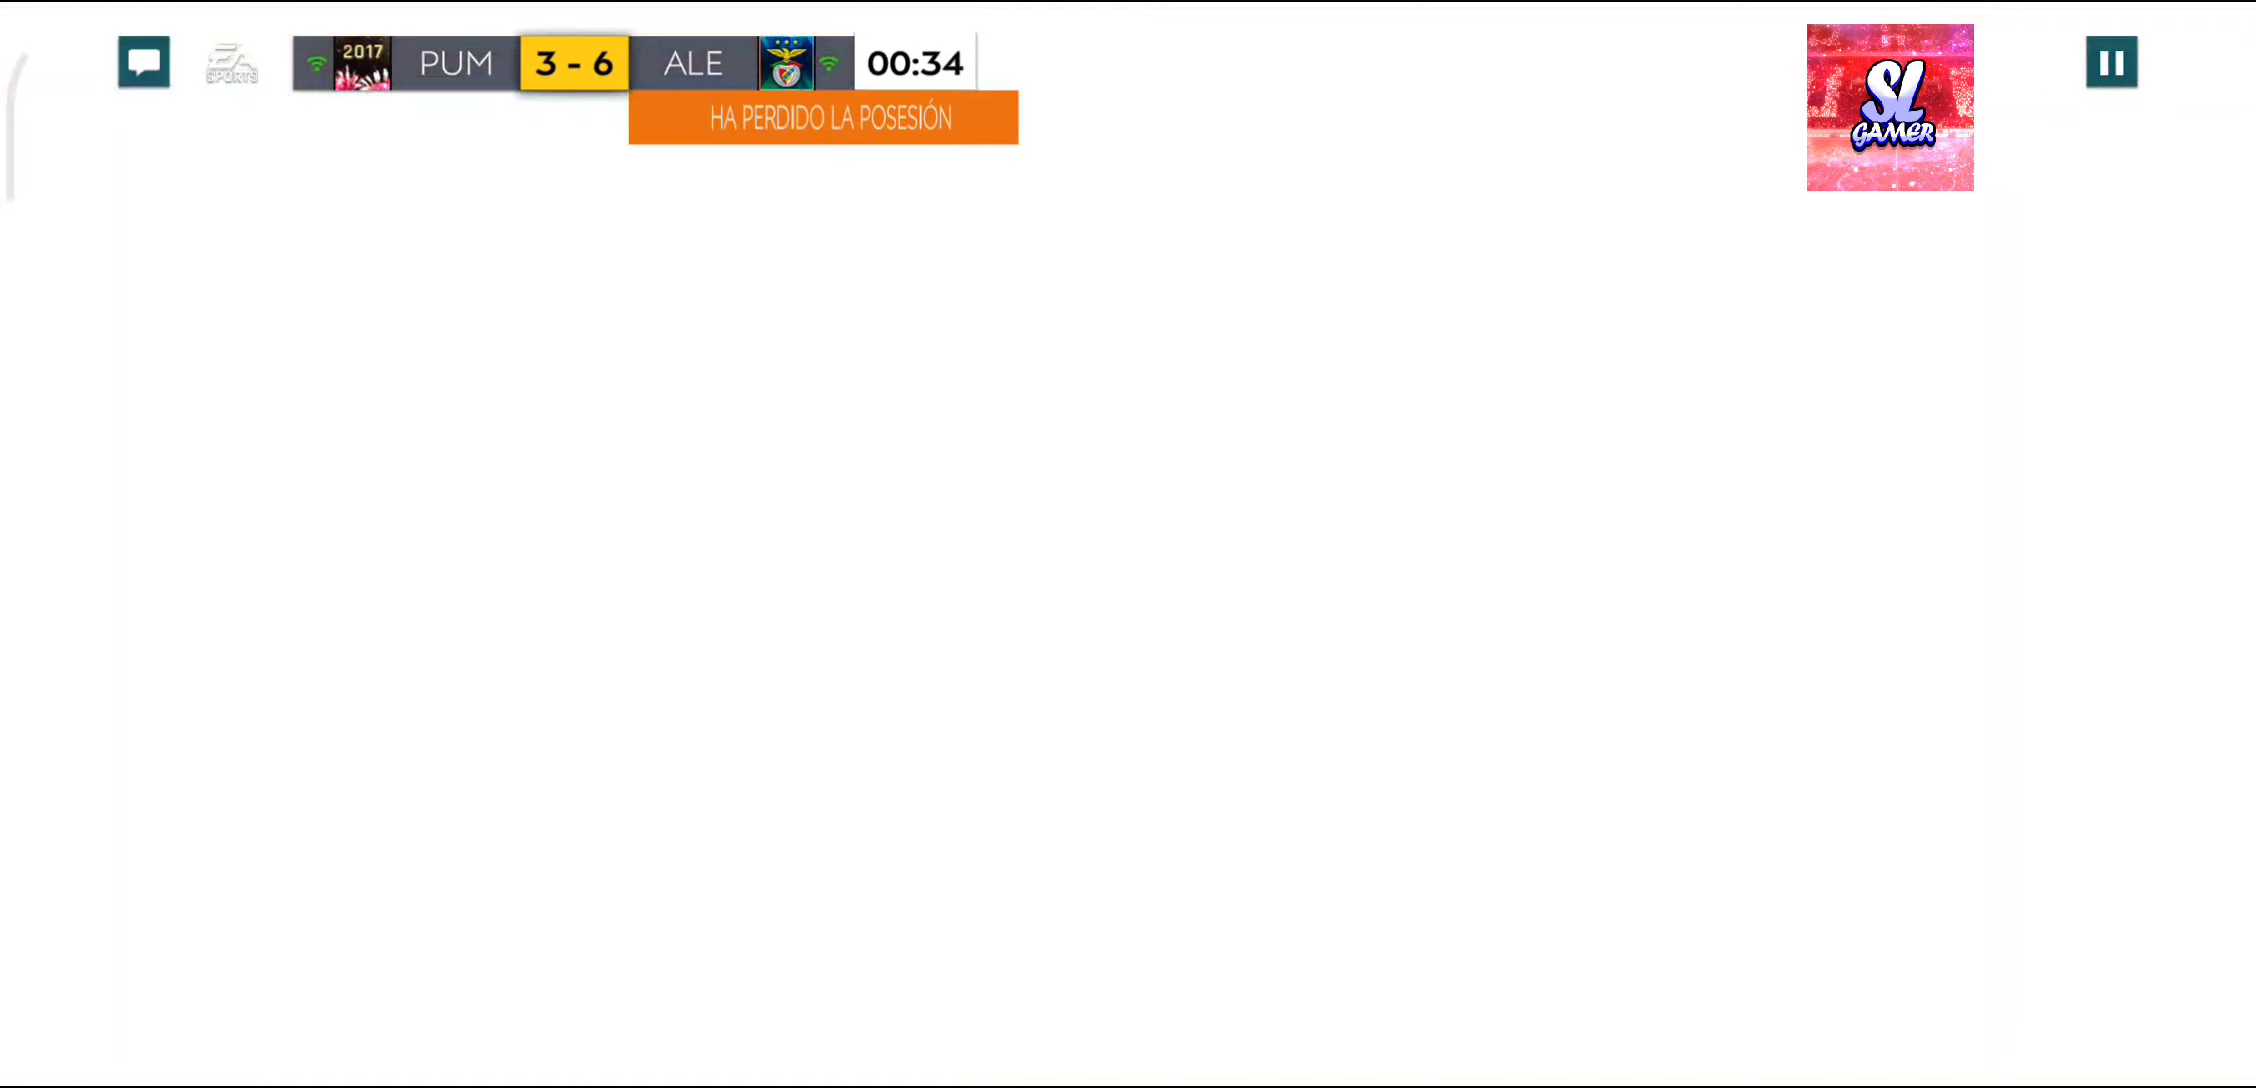 EA
SPORTS
2017
PUM
3 - 6
ALE
00:34
HA PERDIDO LA POSESIÓN
SL
GAMER